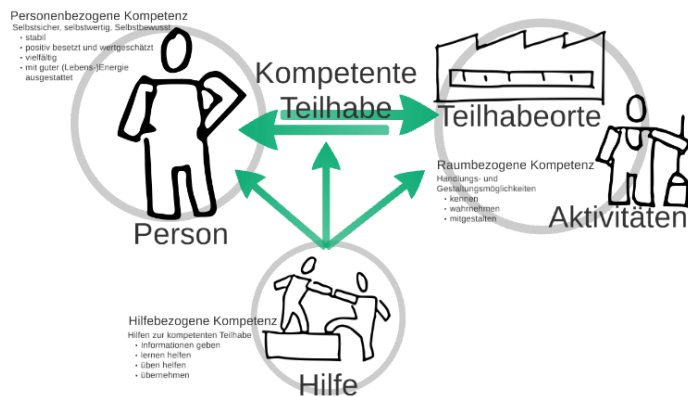 Personenbezogene Kompetenz
Selbstsicher, selbstwertig, Selbstbewusst
• stabil
• positiv besetzt und wertgeschätzt
• vielfältig
• mit guter (Lebens-)Energie
ausgestattet
Kompetente
Teilhabe
Teilhabeorte
Raumbezogene Kompetenz
Handlungs- und
Gestaltungsmöglichkeiten
• kennen
• wahrnehmen
• mitgestalten
Aktivitäten
Person
Hilfebezogene Kompetenz
Hilfen zur kompetenten Teilhabe
• Informationen geben
• lernen helfen
• üben helfen
• übernehmen
Hilfe